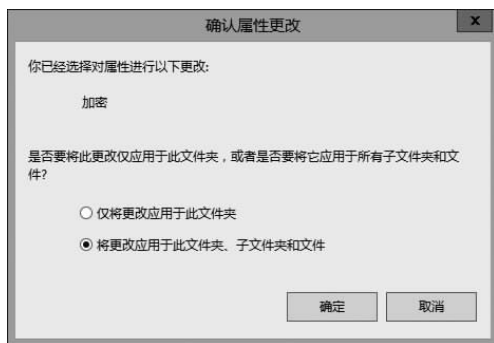 确认属性更改
x
你已经选择对属性进行以下更改:
加密
是否要将此更改仅应用于此文件夹，或者是否要将它应用于所有子文件夹和文
件?
仅将更改应用于此文件夹
将更改应用于此文件夹、子文件夹和文件
确定
取消